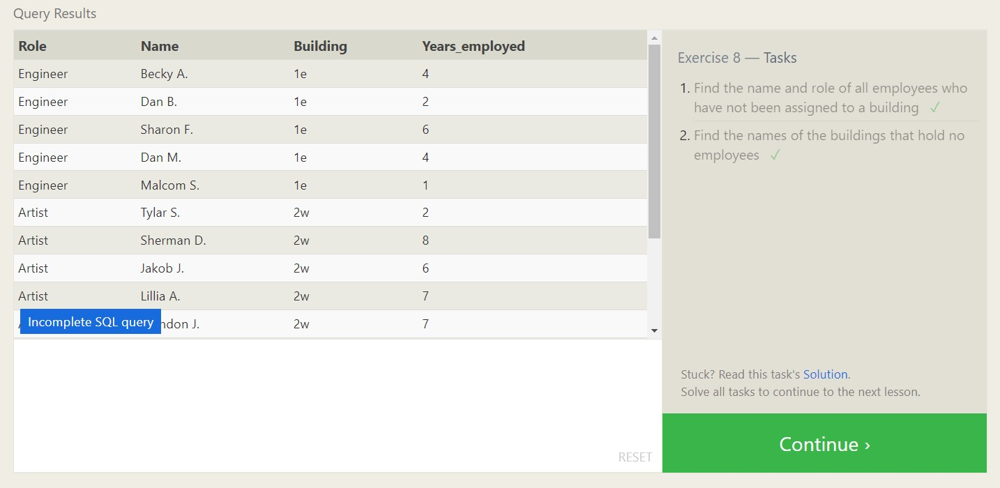 Query Results
Role Name Building Years_employed
Engineer Becky A. 1e 4
Engineer Dan B. 1e 2
Engineer Sharon F. 1e 6
Engineer Dan M. 1e 4
Engineer Malcom S. 1e 1
Artist Tylar S. 2w 2
Artist Sherman D. 2w 8
Artist Jakob J. 2w 6
Artist Lillia A. 2w 7
Incomplete SQL query ndon J. 2w 7
RESET
Exercise 8 — Tasks
1. Find the name and role of all employees who
have not been assigned to a building ✓
2. Find the names of the buildings that hold no
employees ✓
Stuck? Read this task's Solution.
Solve all tasks to continue to the next lesson.
Continue ›